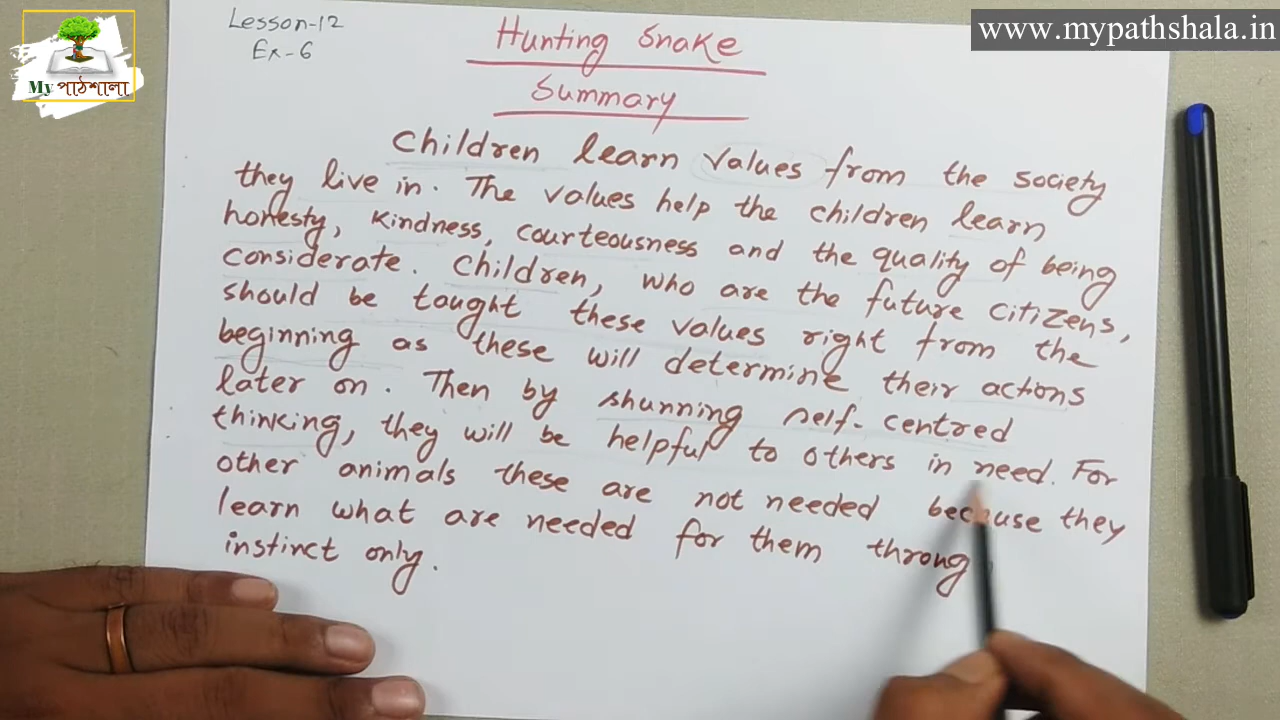 Lesson-12
Ex-6
Hunting Snake
Summary
www.mypathshala.in
My পাঠশালা
Children learn values from the society
they live in. The values help the children learn
honesty, kindness, courteousness and the quality of being
considerate. Children, who are the future citizens,
should be taught these values right from the
beginning as these will determine their actions
later on. Then by shunning self-centred
thinking, they will be helpful to others in need. For
other animals these are not needed because they
learn what are needed for them throug
instinct only.